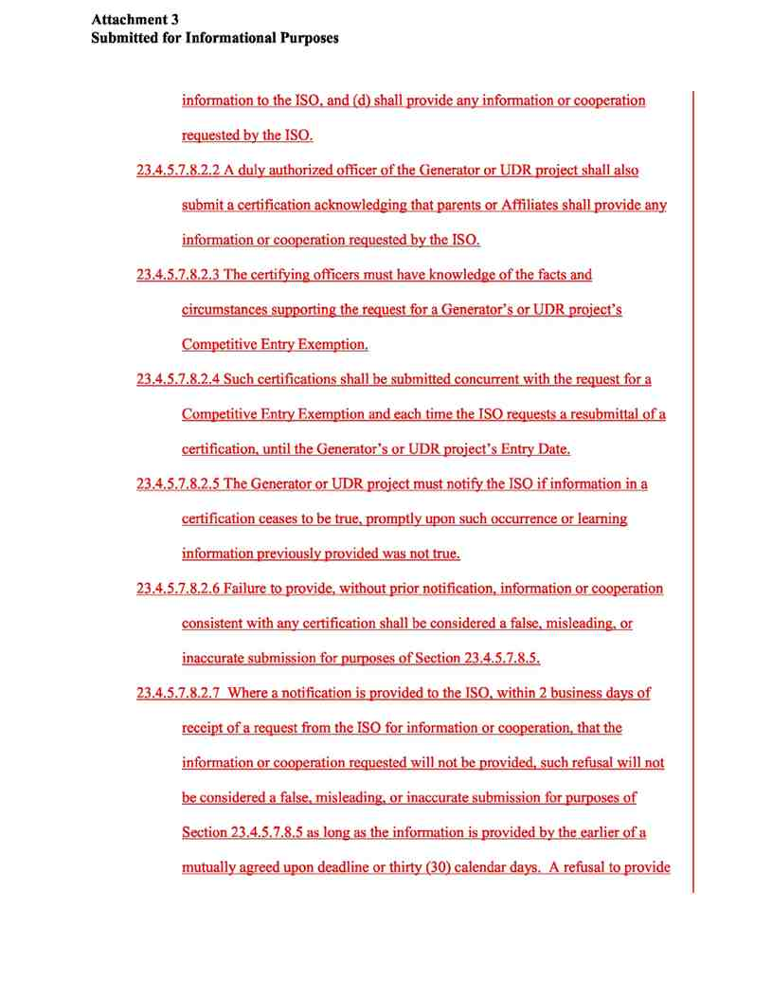 Attachment 3
Submitted for Informational Purposes
information to the ISO, and (d) shall provide any information or cooperation
requested by the ISO.
23.4.5.7.8.2.2 A duly authorized officer of the Generator or UDR project shall also
submit a certification acknowledging that parents or Affiliates shall provide any
information or cooperation requested by the ISO.
23.4.5.7.8.2.3 The certifying officers must have knowledge of the facts and
circumstances supporting the request for a Generator’s or UDR project’s
Competitive Entry Exemption.
23.4.5.7.8.2.4 Such certifications shall be submitted concurrent with the request for a
Competitive Entry Exemption and each time the ISO requests a resubmittal of a
certification, until the Generator’s or UDR project’s Entry Date.
23.4.5.7.8.2.5 The Generator or UDR project must notify the ISO if information in a
certification ceases to be true, promptly upon such occurrence or learning
information previously provided was not true.
23.4.5.7.8.2.6 Failure to provide, without prior notification, information or cooperation
consistent with any certification shall be considered a false, misleading, or
inaccurate submission for purposes of Section 23.4.5.7.8.5.
23.4.5.7.8.2.7  Where a notification is provided to the ISO, within 2 business days of
receipt of a request from the ISO for information or cooperation, that the
information or cooperation requested will not be provided, such refusal will not
be considered a false, misleading, or inaccurate submission for purposes of
Section 23.4.5.7.8.5 as long as the information is provided by the earlier of a
mutually agreed upon deadline or thirty (30) calendar days.  A refusal to provide